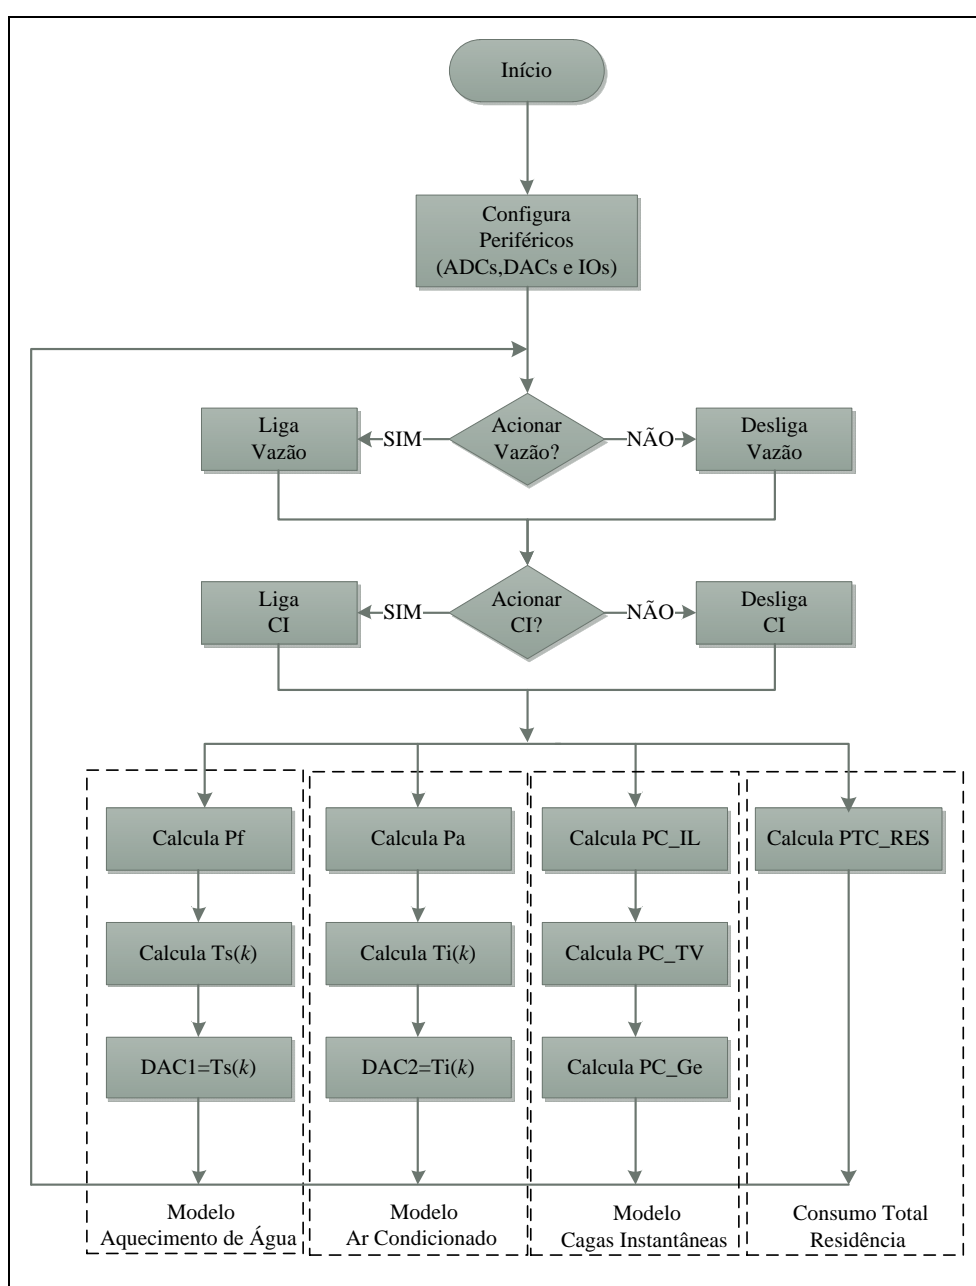 Início
Configura
Periféricos
(ADCs,DACs e IOs)
Liga
Vazão
SIM
Acionar
Vazão?
NÃO
Desliga
Vazão
Liga
CI
SIM
Acionar
CI?
NÃO
Desliga
CI
Calcula Pf
Calcula Pa
Calcula PC_IL
Calcula PTC_RES
Calcula Ts(k)
Calcula Ti(k)
Calcula PC_TV
DAC1=Ts(k)
DAC2=Ti(k)
Calcula PC_Ge
Modelo
Aquecimento de Água
Modelo
Ar Condicionado
Modelo
Cagas Instantâneas
Consumo Total
Residência